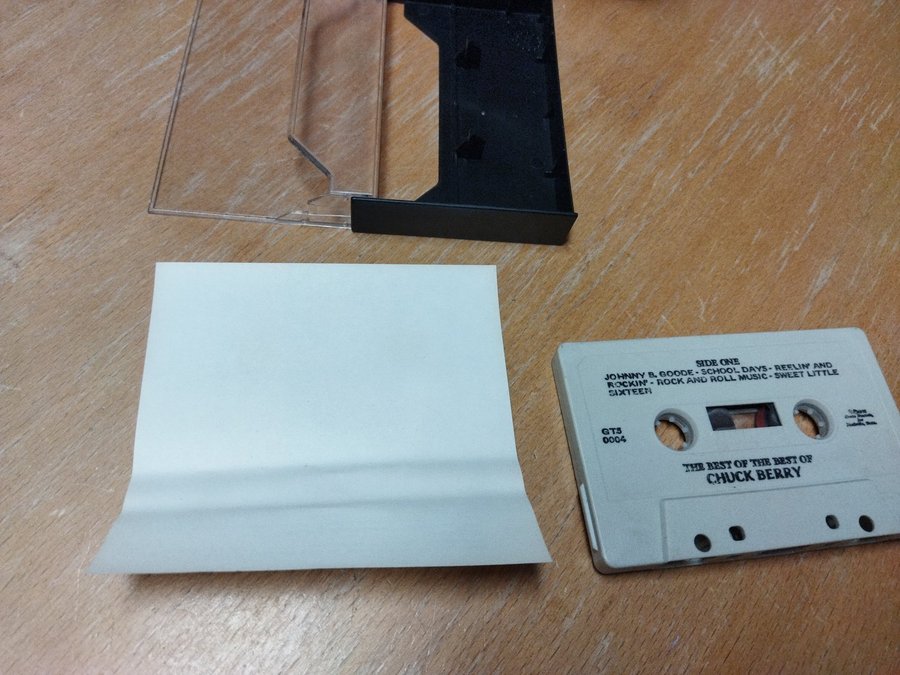 SIDE ONE
JOHNNY B. GOODE - SCHOOL DAYS - REELIN' AND
ROCKIN' - ROCK AND ROLL MUSIC - SWEET LITTLE
SIXTEEN
GTS
0004
THE BEST OF THE BEST OF
CHUCK BERRY